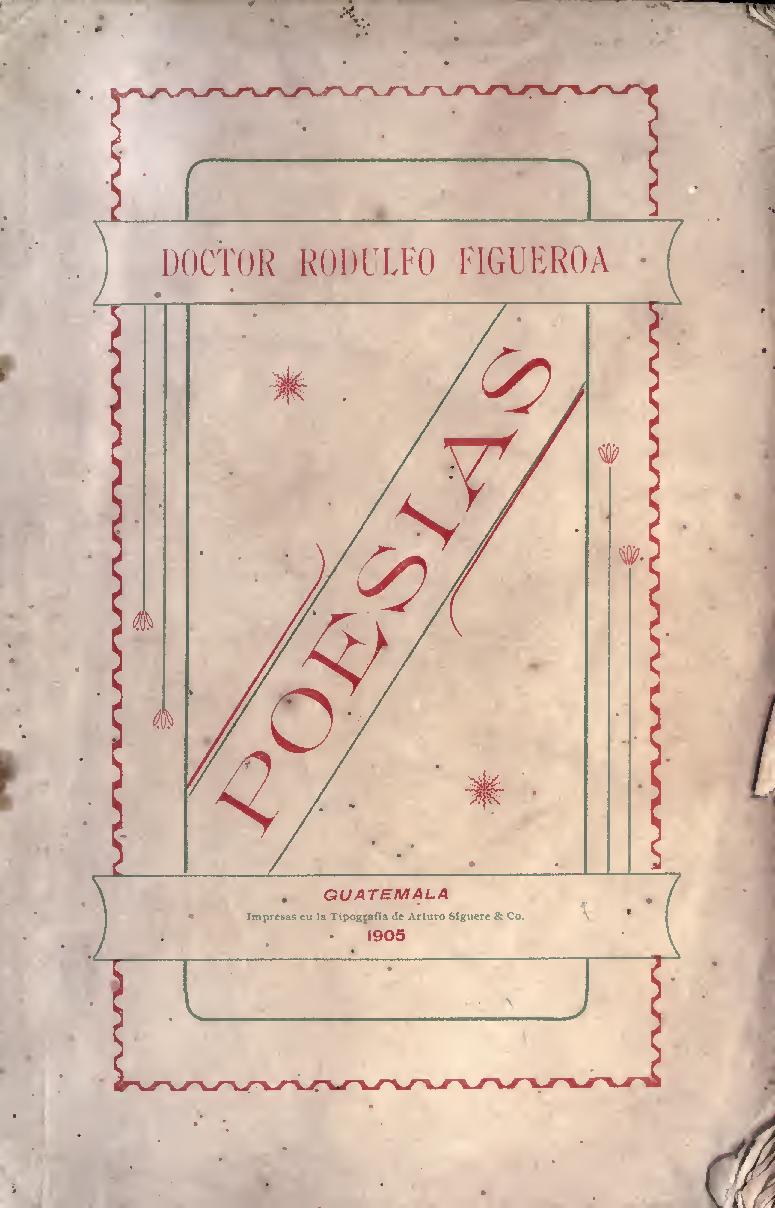 DOCTOR RODULFO FIGUEROA
POESIAS
GUATEMALA
Impresas en la Tipografía de Arturo Síguere & Co.
1905